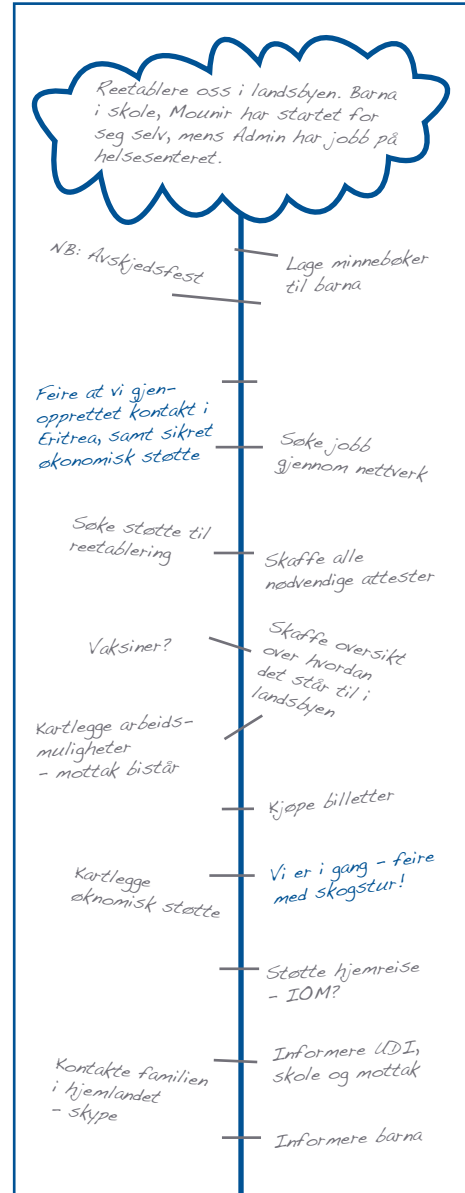 Reetablere oss i landsbyen. Barna
i skole, Mounir har startet for
seg selv, mens Admin har jobb på
helsesenteret.
NB: Avskjedsfest
Lage minnebøker
til barna
Feire at vi gjen-
opprettet kontakt i
Eritrea, samt sikret
økonomisk støtte
Søke jobb
gjennom nettverk
Søke støtte til
reetablering
Skaffe alle
nødvendige attester
Vaksiner?
Skaffe oversikt
over hvordan
det står til i
landsbyen
Kartlegge arbeids-
muligheter
- mottak bistår
Kjøpe billetter
Kartlegge
øknomisk støtte
Vi er i gang - feire
med skogstur!
Støtte hjemreise
- IOM?
Kontakte familien
i hjemlandet
- skype
Informere UDI,
skole og mottak
Informere barna